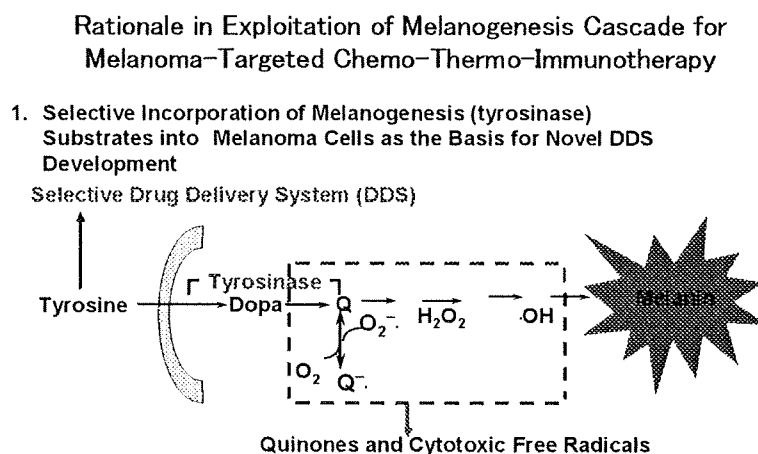 Rationale in Exploitation of Melanogenesis Cascade for
Melanoma-Targeted Chemo-Thermo-Immunotherapy
1. Selective Incorporation of Melanogenesis (tyrosinase)
Substrates into Melanoma Cells as the Basis for Novel DDS
Development
Selective Drug Delivery System (DDS)
Tyrosinase
Tyrosine
Dopa
Q
O₂⁻.
H₂O₂
.OH
Melanin
O₂
Q⁻.
Quinones and Cytotoxic Free Radicals